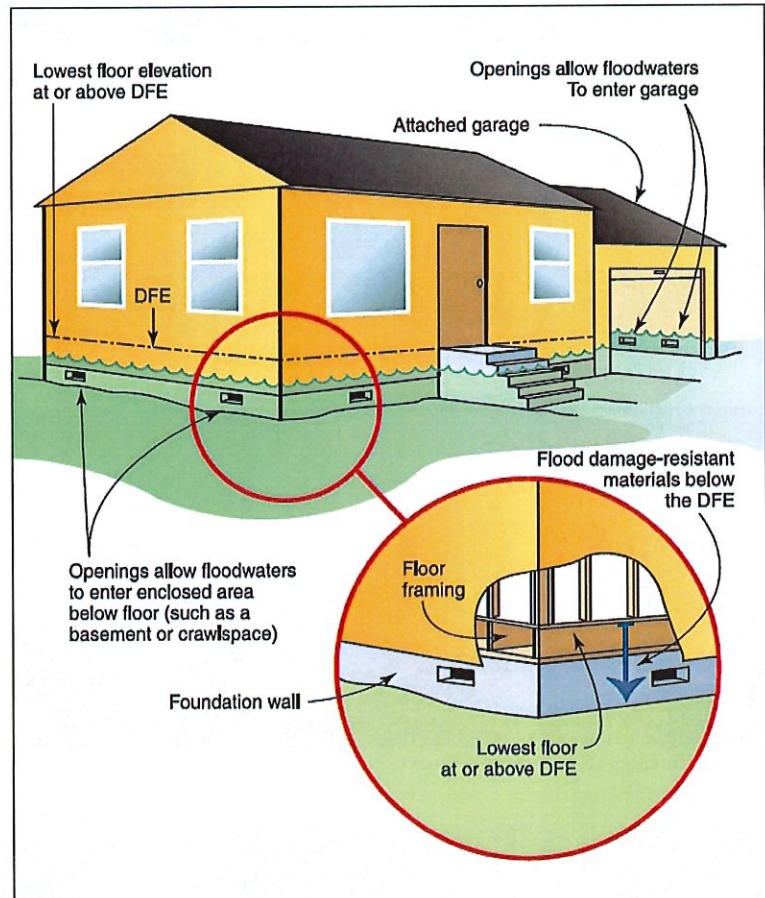 Lowest floor elevation
at or above DFE
Openings allow floodwaters
To enter garage
Attached garage
DFE
Flood damage-resistant
materials below
the DFE
Openings allow floodwaters
to enter enclosed area
below floor (such as a
basement or crawlspace)
Floor
framing
Foundation wall
Lowest floor
at or above DFE